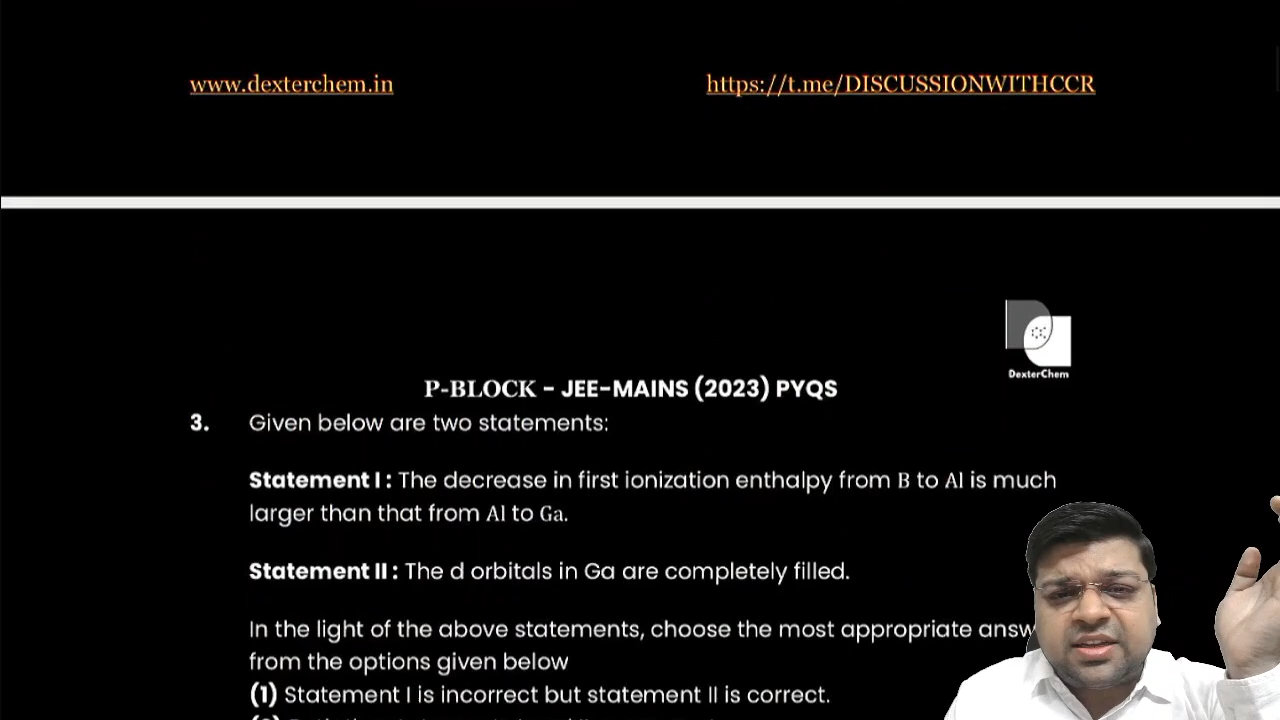 www.dexterchem.in
https://t.me/DISCUSSIONWITHCCR
DexterChem
P-BLOCK - JEE-MAINS (2023) PYQS
3. Given below are two statements:
Statement I : The decrease in first ionization enthalpy from B to Al is much
larger than that from Al to Ga.
Statement II : The d orbitals in Ga are completely filled.
In the light of the above statements, choose the most appropriate answ
from the options given below
(1) Statement I is incorrect but statement II is correct.